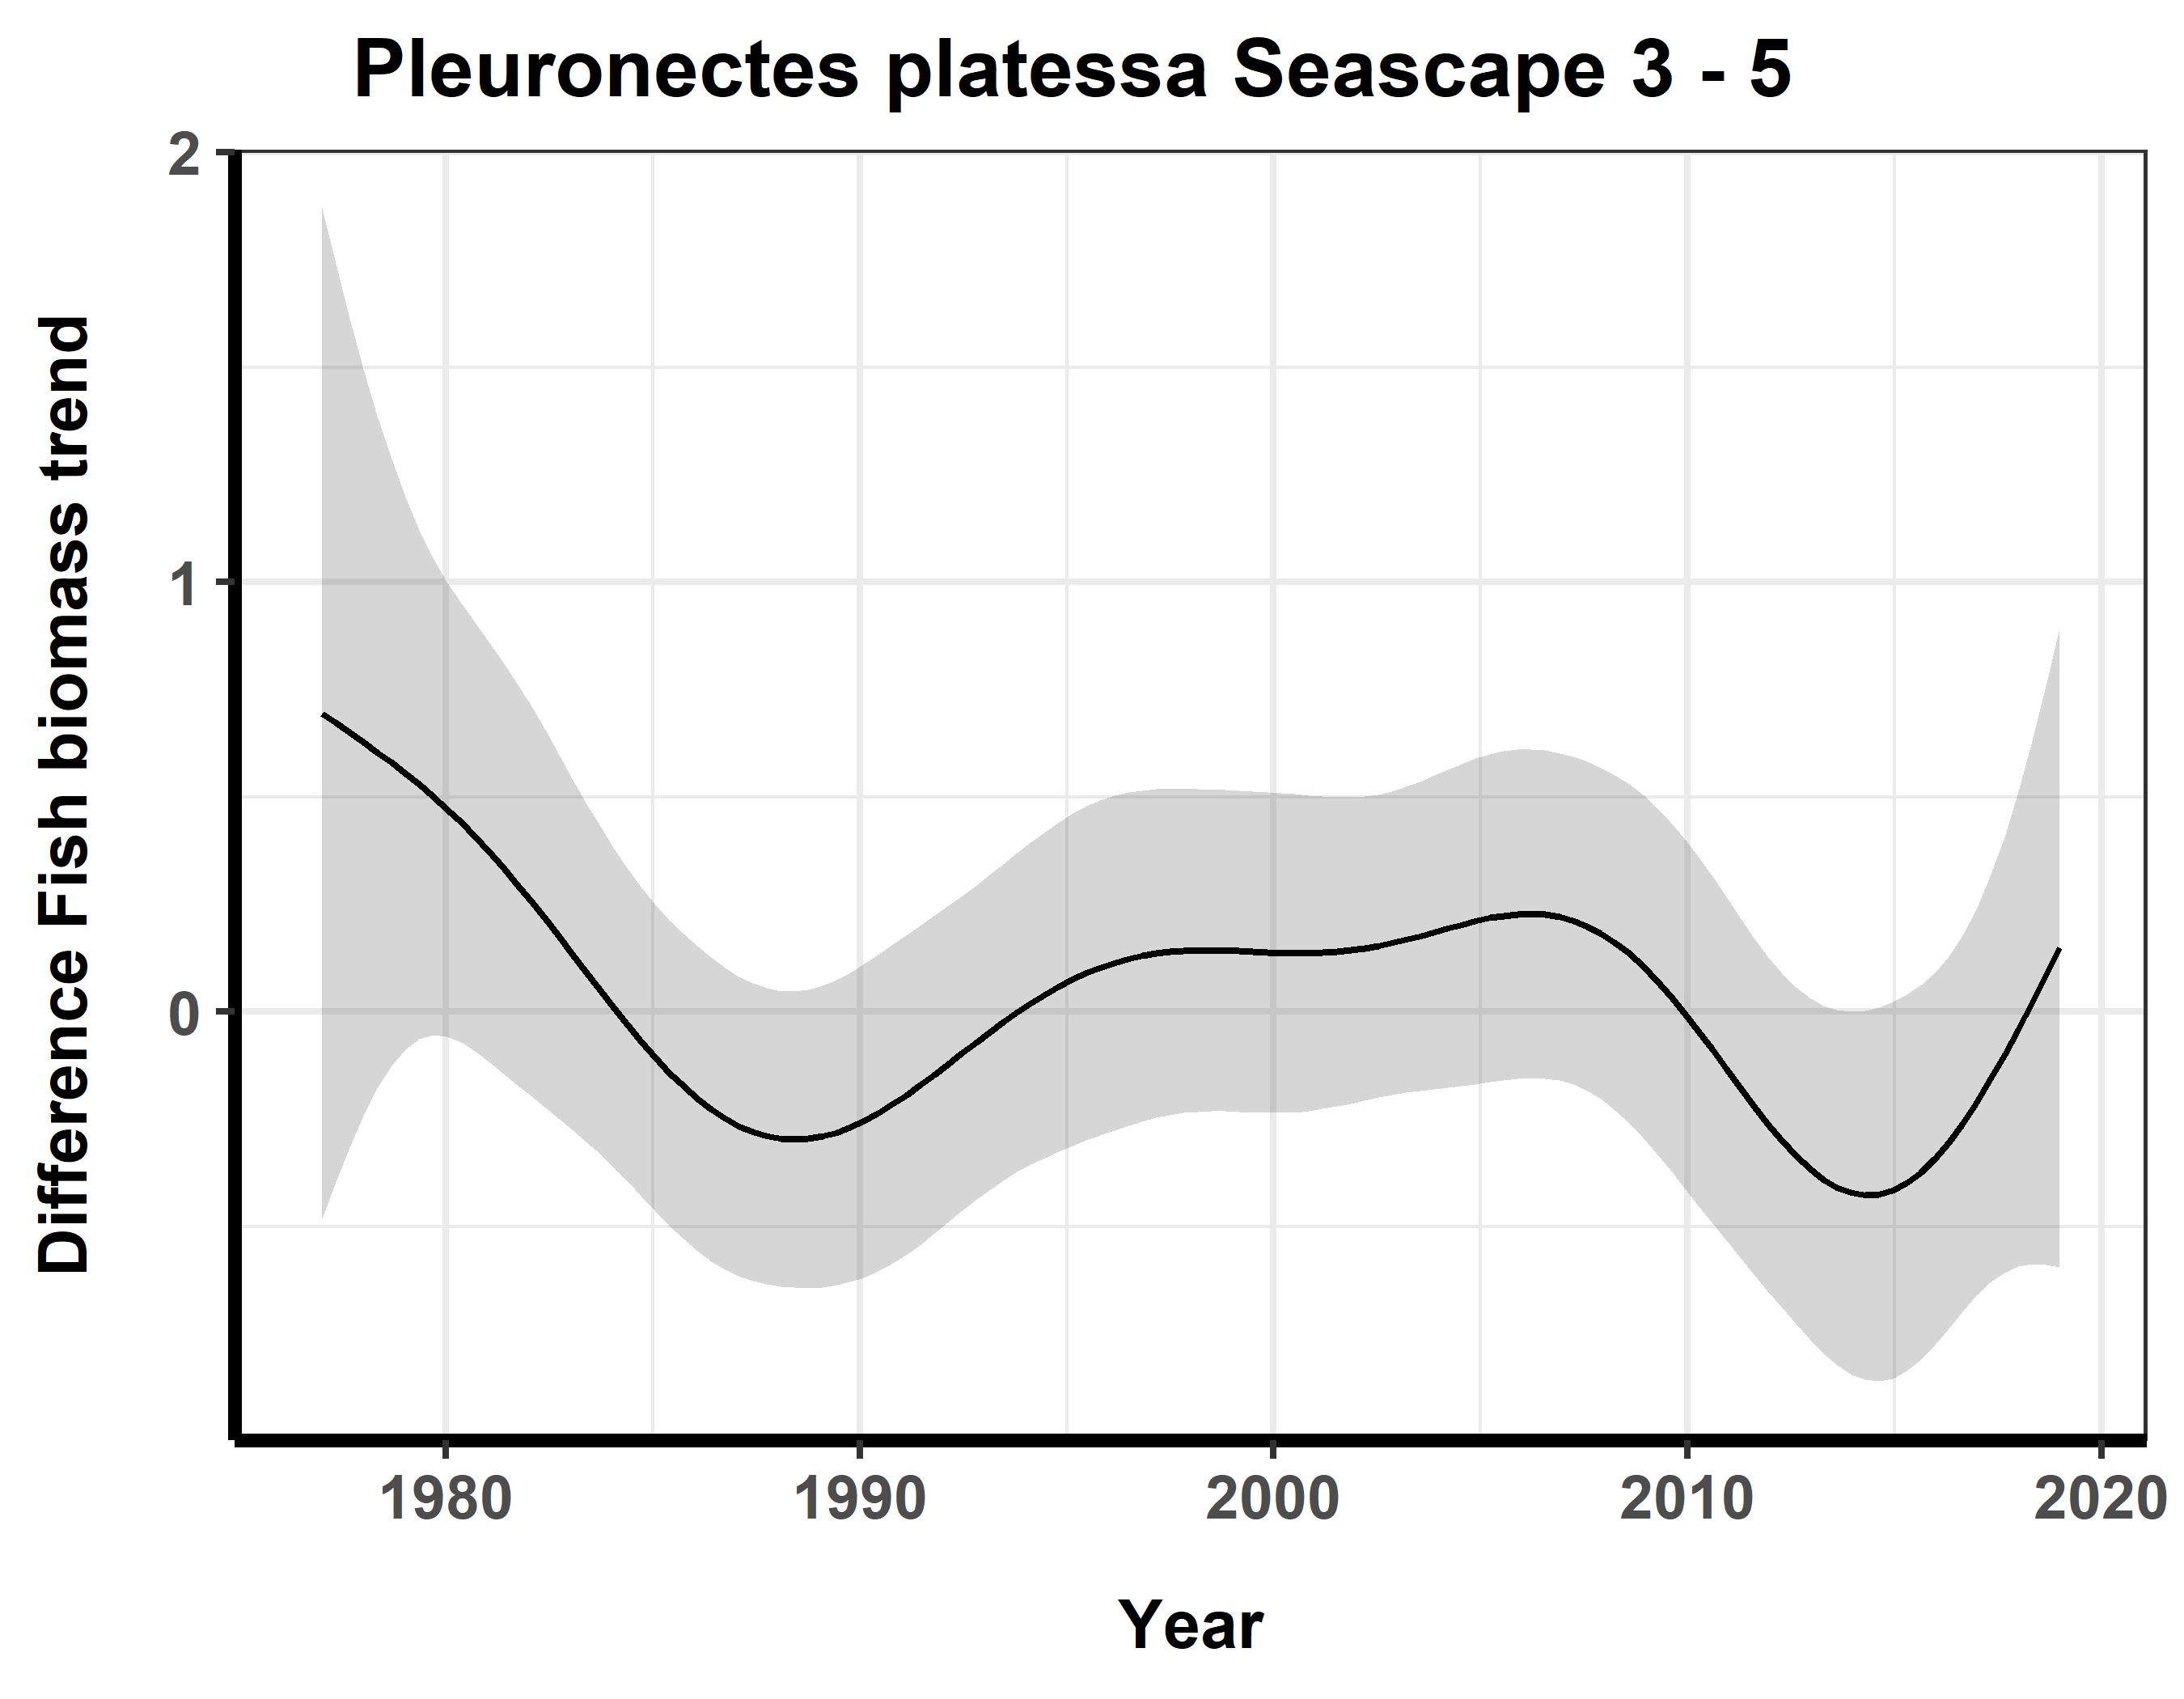 Pleuronectes platessa Seascape 3 - 5
Difference Fish biomass trend
2
1
0
1980 1990 2000 2010 2020
Year